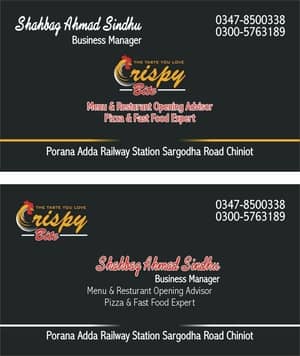 Shahbaq Ahmad Sindhu
Business Manager
0347-8500338
0300-5763189
THE TASTE YOU LOVE
Crispy
Bite
Menu & Resturant Opening Advisor
Pizza & Fast Food Expert
Porana Adda Railway Station Sargodha Road Chiniot
THE TASTE YOU LOVE
Crispy
Bite
0347-8500338
0300-5763189
Shahbaq Ahmad Sindhu
Business Manager
Menu & Resturant Opening Advisor
Pizza & Fast Food Expert
Porana Adda Railway Station Sargodha Road Chiniot